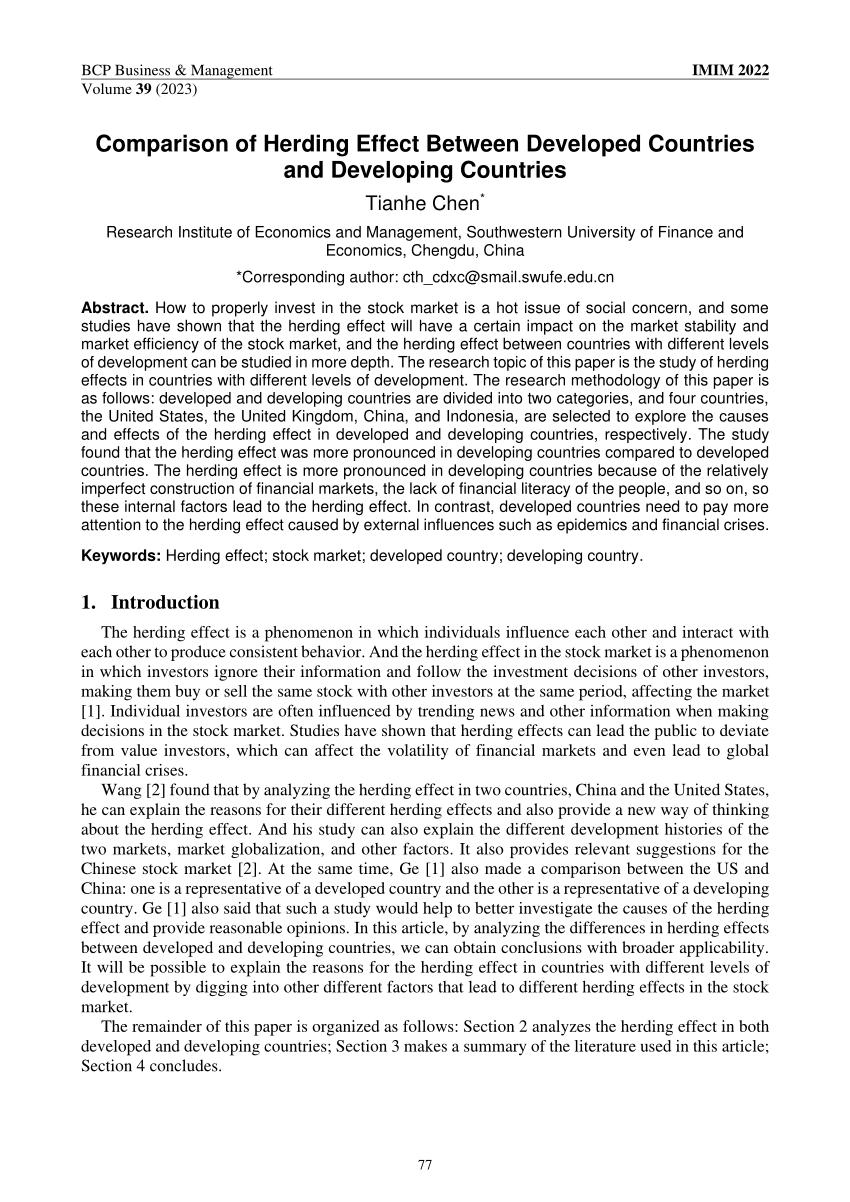 BCP Business & Management
IMIM 2022
Volume 39 (2023)
Comparison of Herding Effect Between Developed Countries
and Developing Countries
Tianhe Chen*
Research Institute of Economics and Management, Southwestern University of Finance and
Economics, Chengdu, China
*Corresponding author: cth_cdxc@smail.swufe.edu.cn
Abstract. How to properly invest in the stock market is a hot issue of social concern, and some
studies have shown that the herding effect will have a certain impact on the market stability and
market efficiency of the stock market, and the herding effect between countries with different levels
of development can be studied in more depth. The research topic of this paper is the study of herding
effects in countries with different levels of development. The research methodology of this paper is
as follows: developed and developing countries are divided into two categories, and four countries,
the United States, the United Kingdom, China, and Indonesia, are selected to explore the causes
and effects of the herding effect in developed and developing countries, respectively. The study
found that the herding effect was more pronounced in developing countries compared to developed
countries. The herding effect is more pronounced in developing countries because of the relatively
imperfect construction of financial markets, the lack of financial literacy of the people, and so on, so
these internal factors lead to the herding effect. In contrast, developed countries need to pay more
attention to the herding effect caused by external influences such as epidemics and financial crises.
Keywords: Herding effect; stock market; developed country; developing country.
1. Introduction
The herding effect is a phenomenon in which individuals influence each other and interact with
each other to produce consistent behavior. And the herding effect in the stock market is a phenomenon
in which investors ignore their information and follow the investment decisions of other investors,
making them buy or sell the same stock with other investors at the same period, affecting the market
[1]. Individual investors are often influenced by trending news and other information when making
decisions in the stock market. Studies have shown that herding effects can lead the public to deviate
from value investors, which can affect the volatility of financial markets and even lead to global
financial crises.
Wang [2] found that by analyzing the herding effect in two countries, China and the United States,
he can explain the reasons for their different herding effects and also provide a new way of thinking
about the herding effect. And his study can also explain the different development histories of the
two markets, market globalization, and other factors. It also provides relevant suggestions for the
Chinese stock market [2]. At the same time, Ge [1] also made a comparison between the US and
China: one is a representative of a developed country and the other is a representative of a developing
country. Ge [1] also said that such a study would help to better investigate the causes of the herding
effect and provide reasonable opinions. In this article, by analyzing the differences in herding effects
between developed and developing countries, we can obtain conclusions with broader applicability.
It will be possible to explain the reasons for the herding effect in countries with different levels of
development by digging into other different factors that lead to different herding effects in the stock
market.
The remainder of this paper is organized as follows: Section 2 analyzes the herding effect in both
developed and developing countries; Section 3 makes a summary of the literature used in this article;
Section 4 concludes.
77